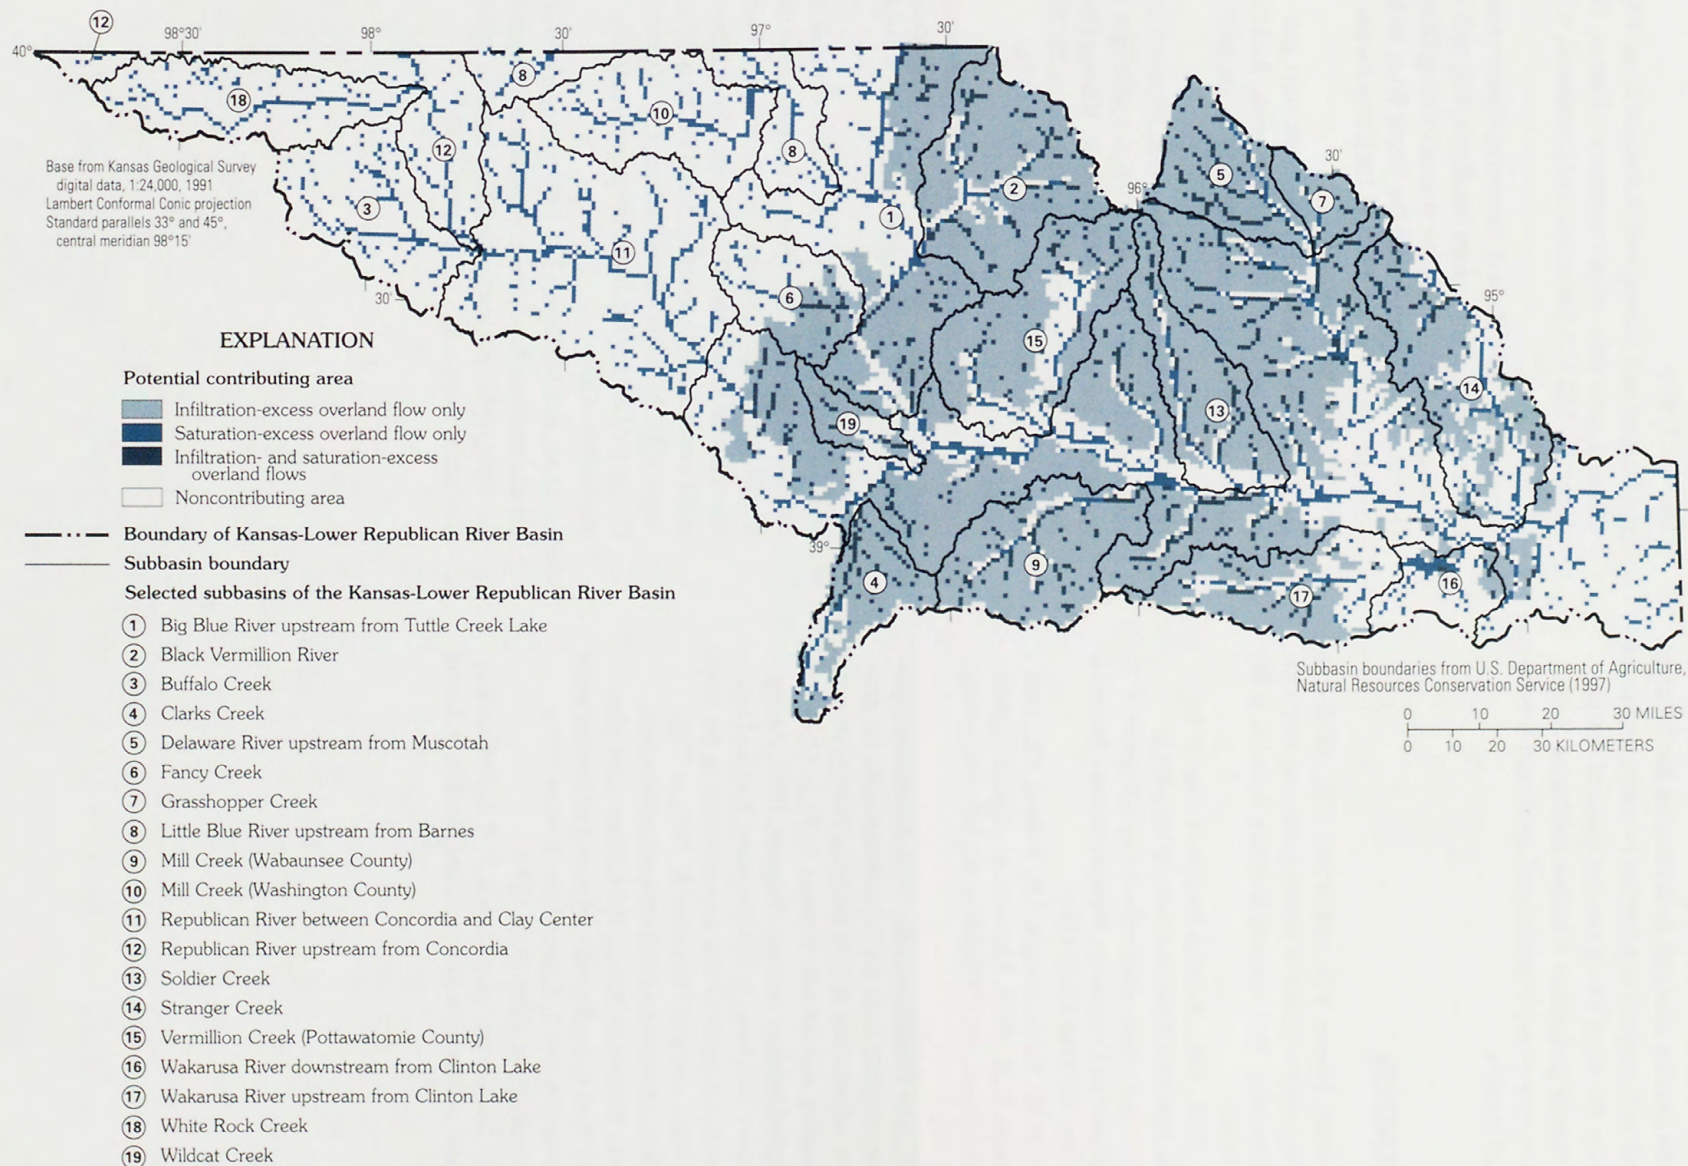 12
98°30'
98°
30'
97°
30'
40°
8
18
10
12
8
5
30'
Base from Kansas Geological Survey
digital data, 1:24,000, 1991
Lambert Conformal Conic projection
Standard parallels 33° and 45°,
central meridian 98°15'
2
96°
7
3
1
11
30'
6
95°
15
14
13
19
EXPLANATION
Potential contributing area
Infiltration-excess overland flow only
Saturation-excess overland flow only
Infiltration- and saturation-excess
overland flows
Noncontributing area
Boundary of Kansas-Lower Republican River Basin
Subbasin boundary
Selected subbasins of the Kansas-Lower Republican River Basin
39°
4
9
17
16
Subbasin boundaries from U.S. Department of Agriculture,
Natural Resources Conservation Service (1997)
0 10 20 30 MILES
0 10 20 30 KILOMETERS
1 Big Blue River upstream from Tuttle Creek Lake
2 Black Vermillion River
3 Buffalo Creek
4 Clarks Creek
5 Delaware River upstream from Muscotah
6 Fancy Creek
7 Grasshopper Creek
8 Little Blue River upstream from Barnes
9 Mill Creek (Wabaunsee County)
10 Mill Creek (Washington County)
11 Republican River between Concordia and Clay Center
12 Republican River upstream from Concordia
13 Soldier Creek
14 Stranger Creek
15 Vermillion Creek (Pottawatomie County)
16 Wakarusa River downstream from Clinton Lake
17 Wakarusa River upstream from Clinton Lake
18 White Rock Creek
19 Wildcat Creek